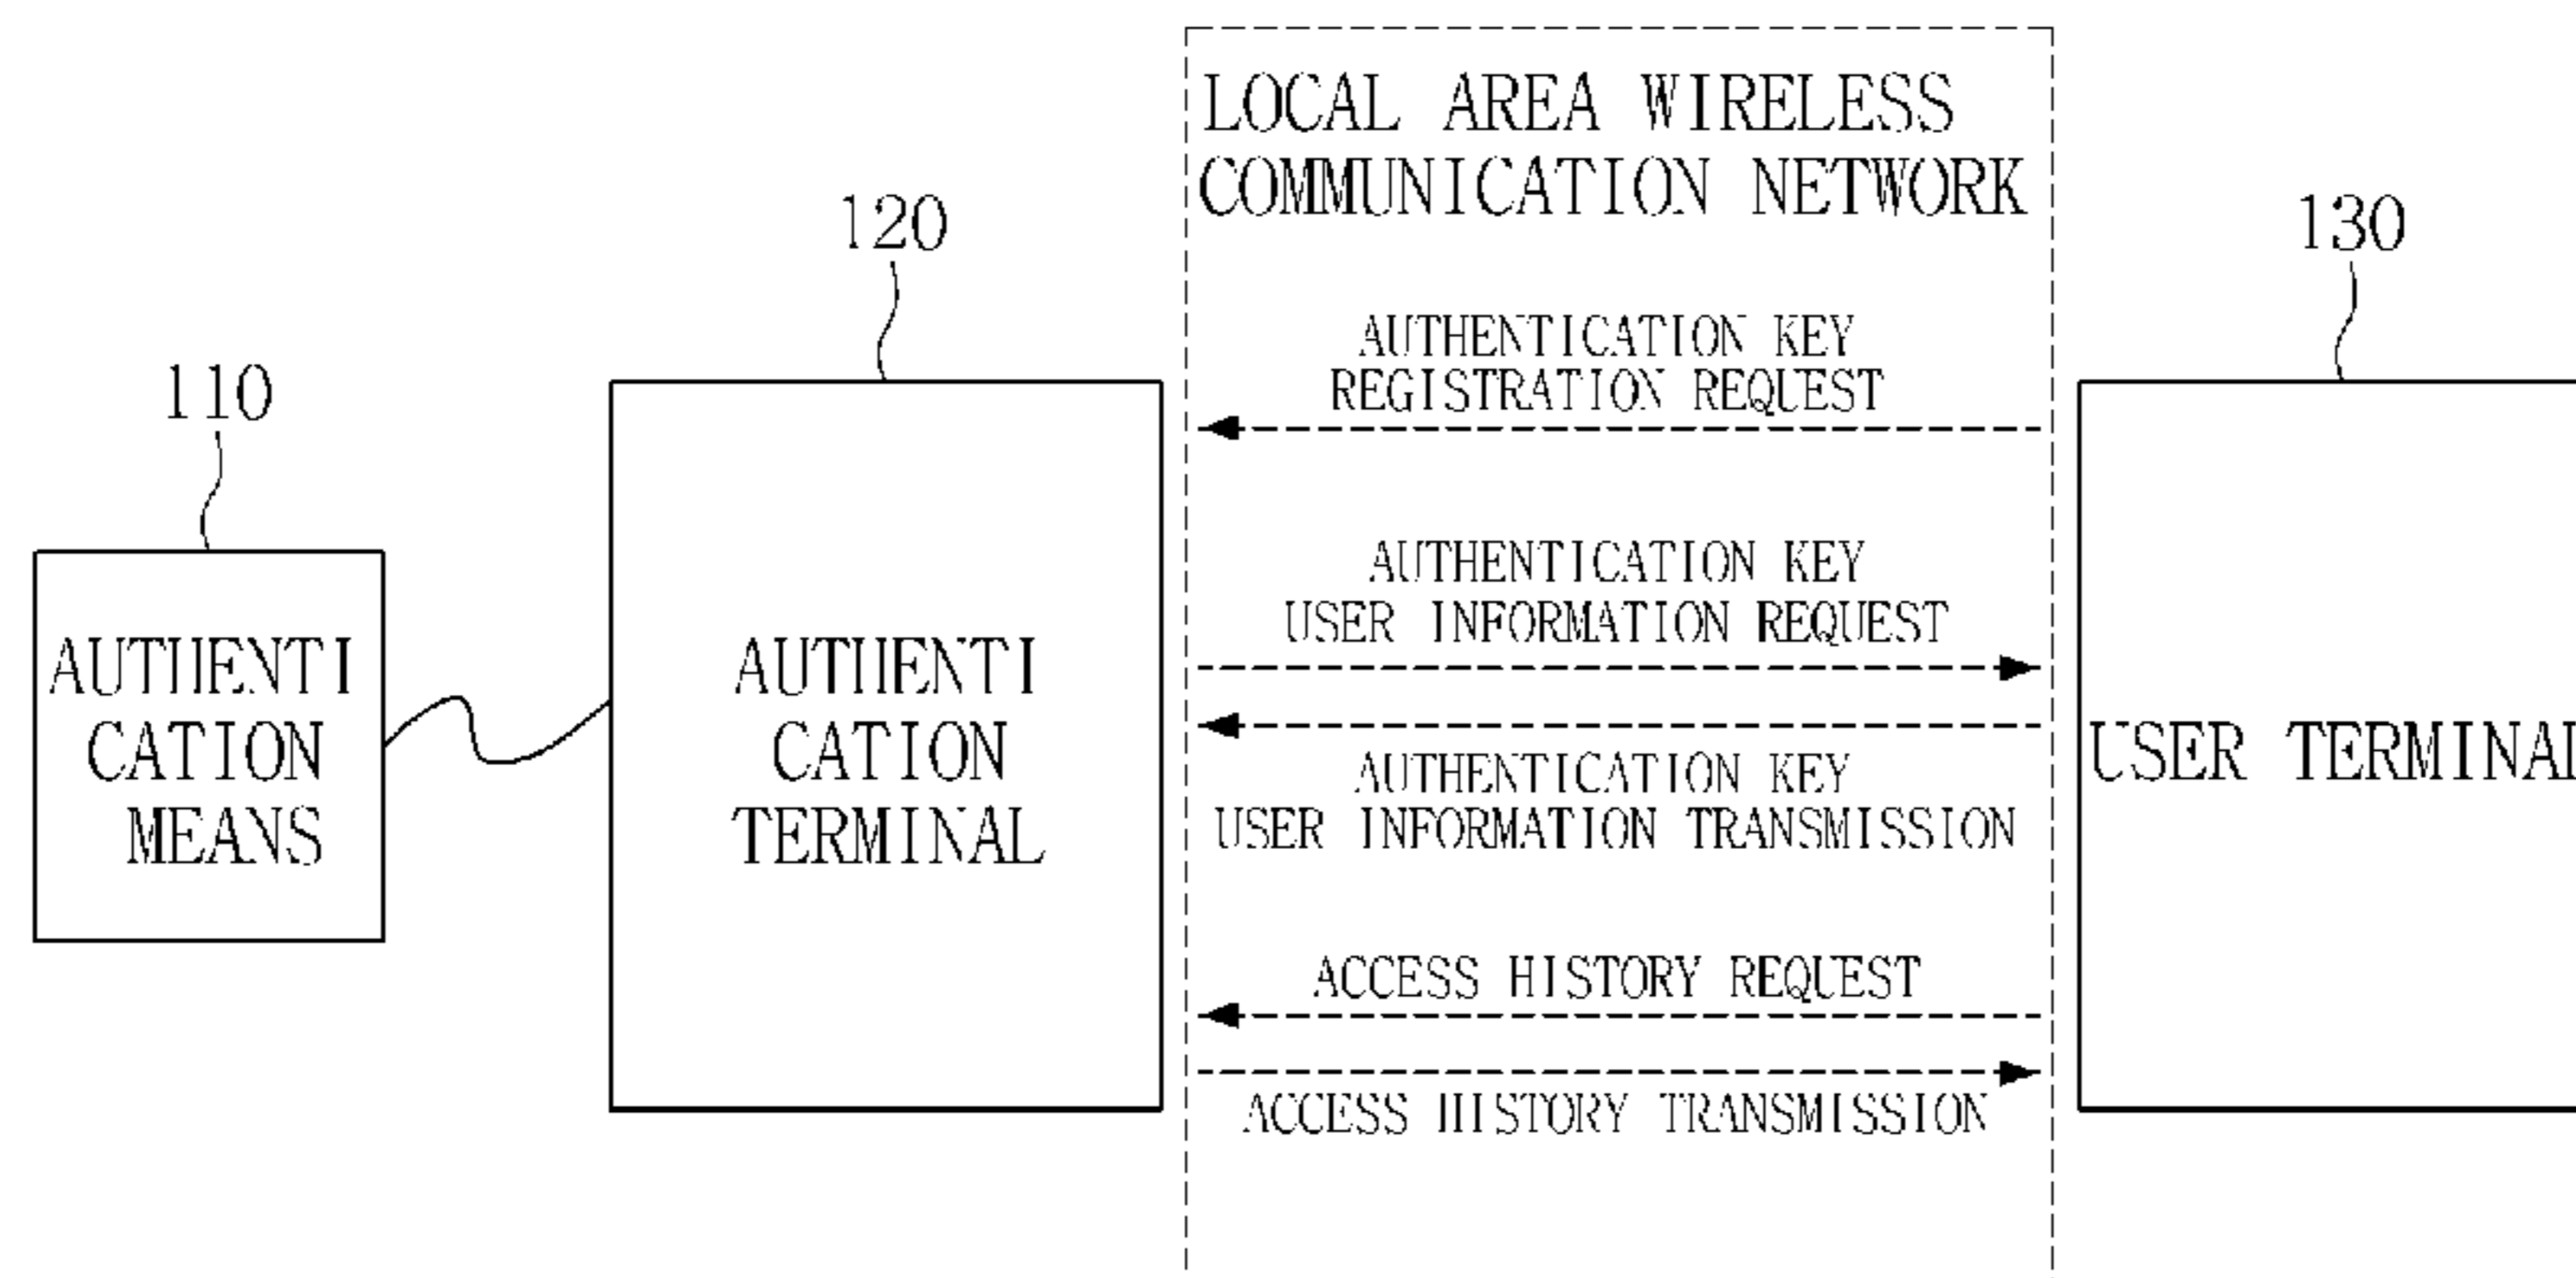 LOCAL AREA WIRELESS
COMMUNICATION NETWORK
120
130
110
AUTHENTICATION KEY
REGISTRATION REQUEST
AUTHENTICATION KEY
USER INFORMATION REQUEST
AUTHENTI
CATION
MEANS
AUTHENTI
CATION
TERMINAL
USER TERMINAL
AUTHENTICATION KEY
USER INFORMATION TRANSMISSION
ACCESS HISTORY REQUEST
ACCESS HISTORY TRANSMISSION